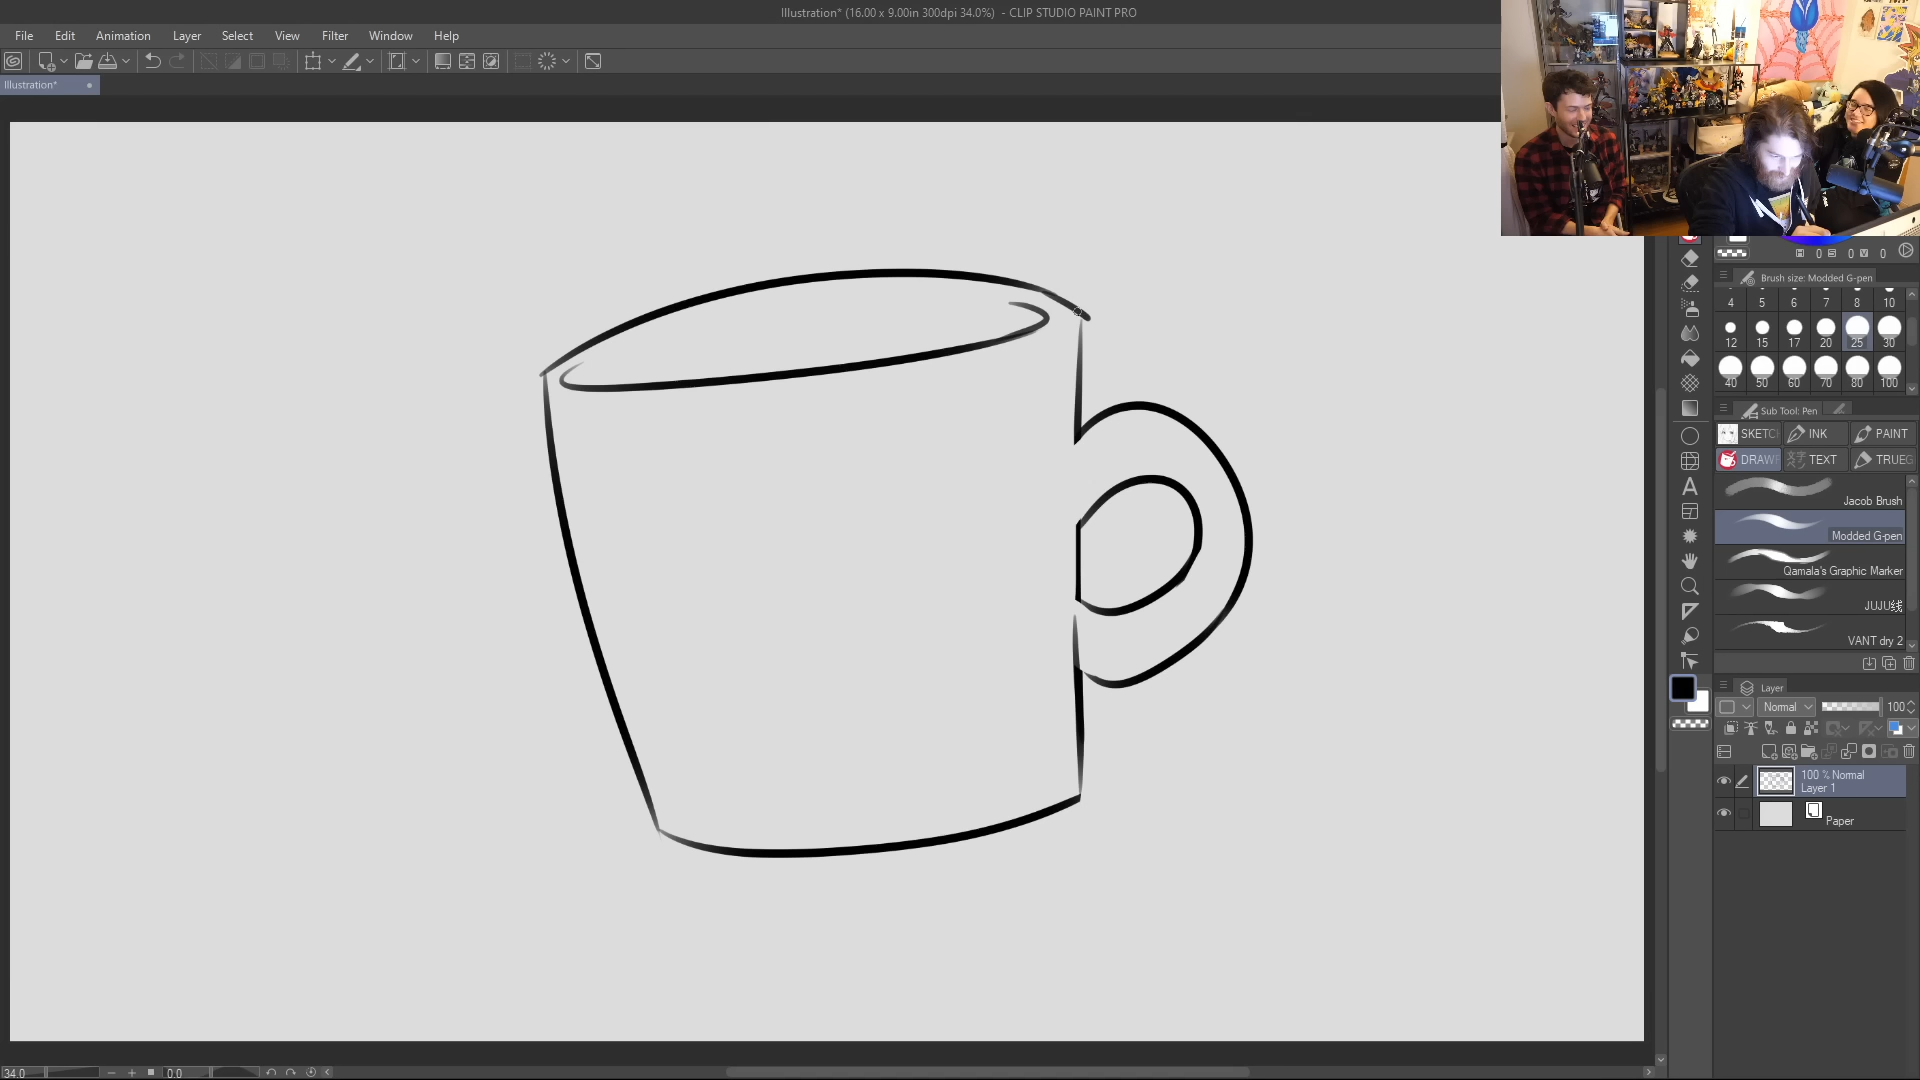 Illustration* (16.00 x 9.00in 300dpi 34.0%) - CLIP STUDIO PAINT PRO
File Edit Animation Layer Select View Filter Window Help
Illustration*
0 0 V 0
Brush size: Modded G-pen
4 5 6 7 8 10
12 15 17 20 25 30
40 50 60 70 80 100
Sub Tool: Pen
SKETC INK PAINT
DRAW TEXT TRUEG
Jacob Brush
Modded G-pen
Qamala's Graphic Marker
JUJU线
VANT dry 2
Layer
Normal 100
100 % Normal
Layer 1
Paper
34.0 0.0